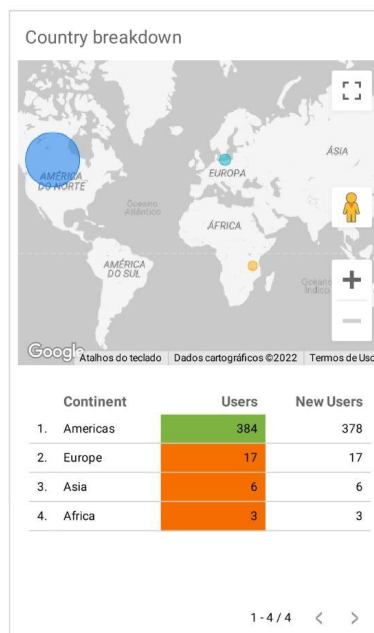 Country breakdown
ÁSIA
AMÉRICA
DO NORTE
EUROPA
Oceano
Atlântico
ÁFRICA
AMÉRICA
DO SUL
Oceano
Índico
Google
Atalhos do teclado Dados cartográficos ©2022 Termos de Uso
Continent Users New Users
1. Americas 384 378
2. Europe 17 17
3. Asia 6 6
4. Africa 3 3
1 - 4 / 4 < >